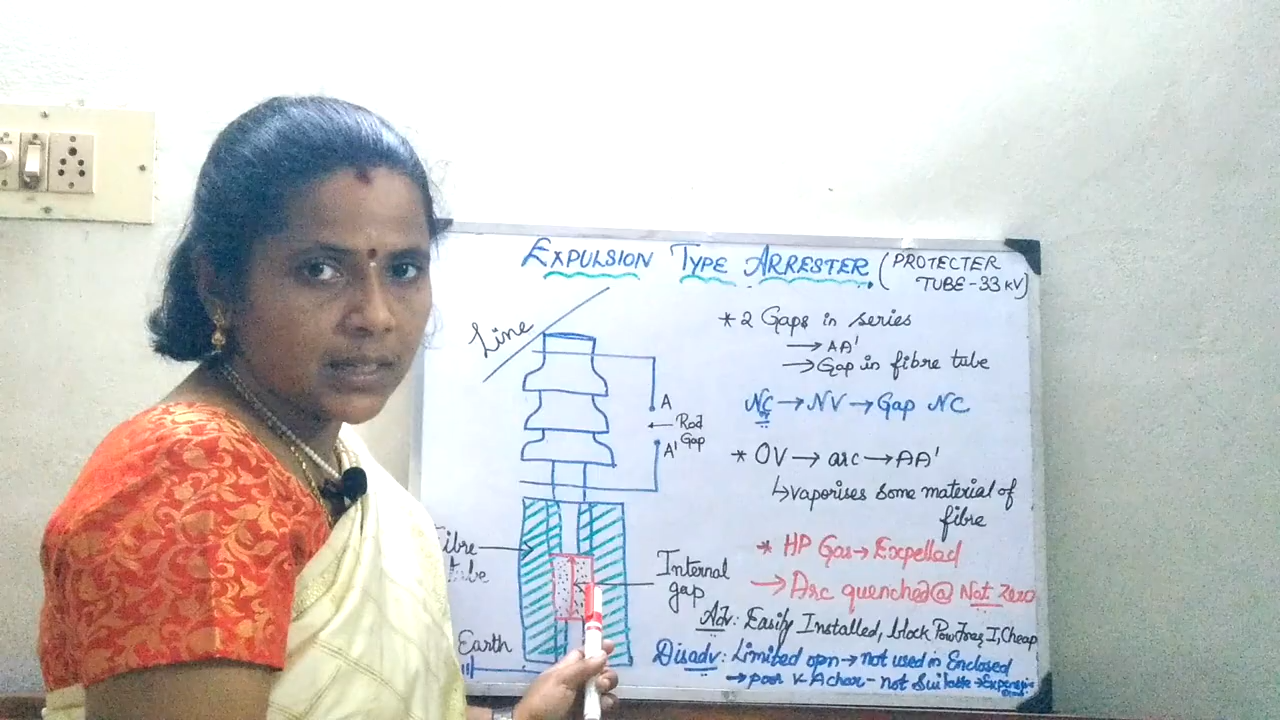 EXPULSION TYPE ARRESTER (PROTECTER
TUBE-33KV)
Line
A
Rod
Gap
A'
Fibre
tube
Internal
gap
Earth
* 2 Gaps in series
→ AA'
→ Gap in fibre tube
NC → NV → Gap NC
* OV → arc → AA'
↳ vaporises some material of
fibre
* HP Gas → Expelled
→ Arc quenched @ Nat zero
Adv: Easily Installed, block Pow Freq I, Cheap
Disadv: Limited opn → not used in Enclosed
→ poor V-A char - not Suitable →